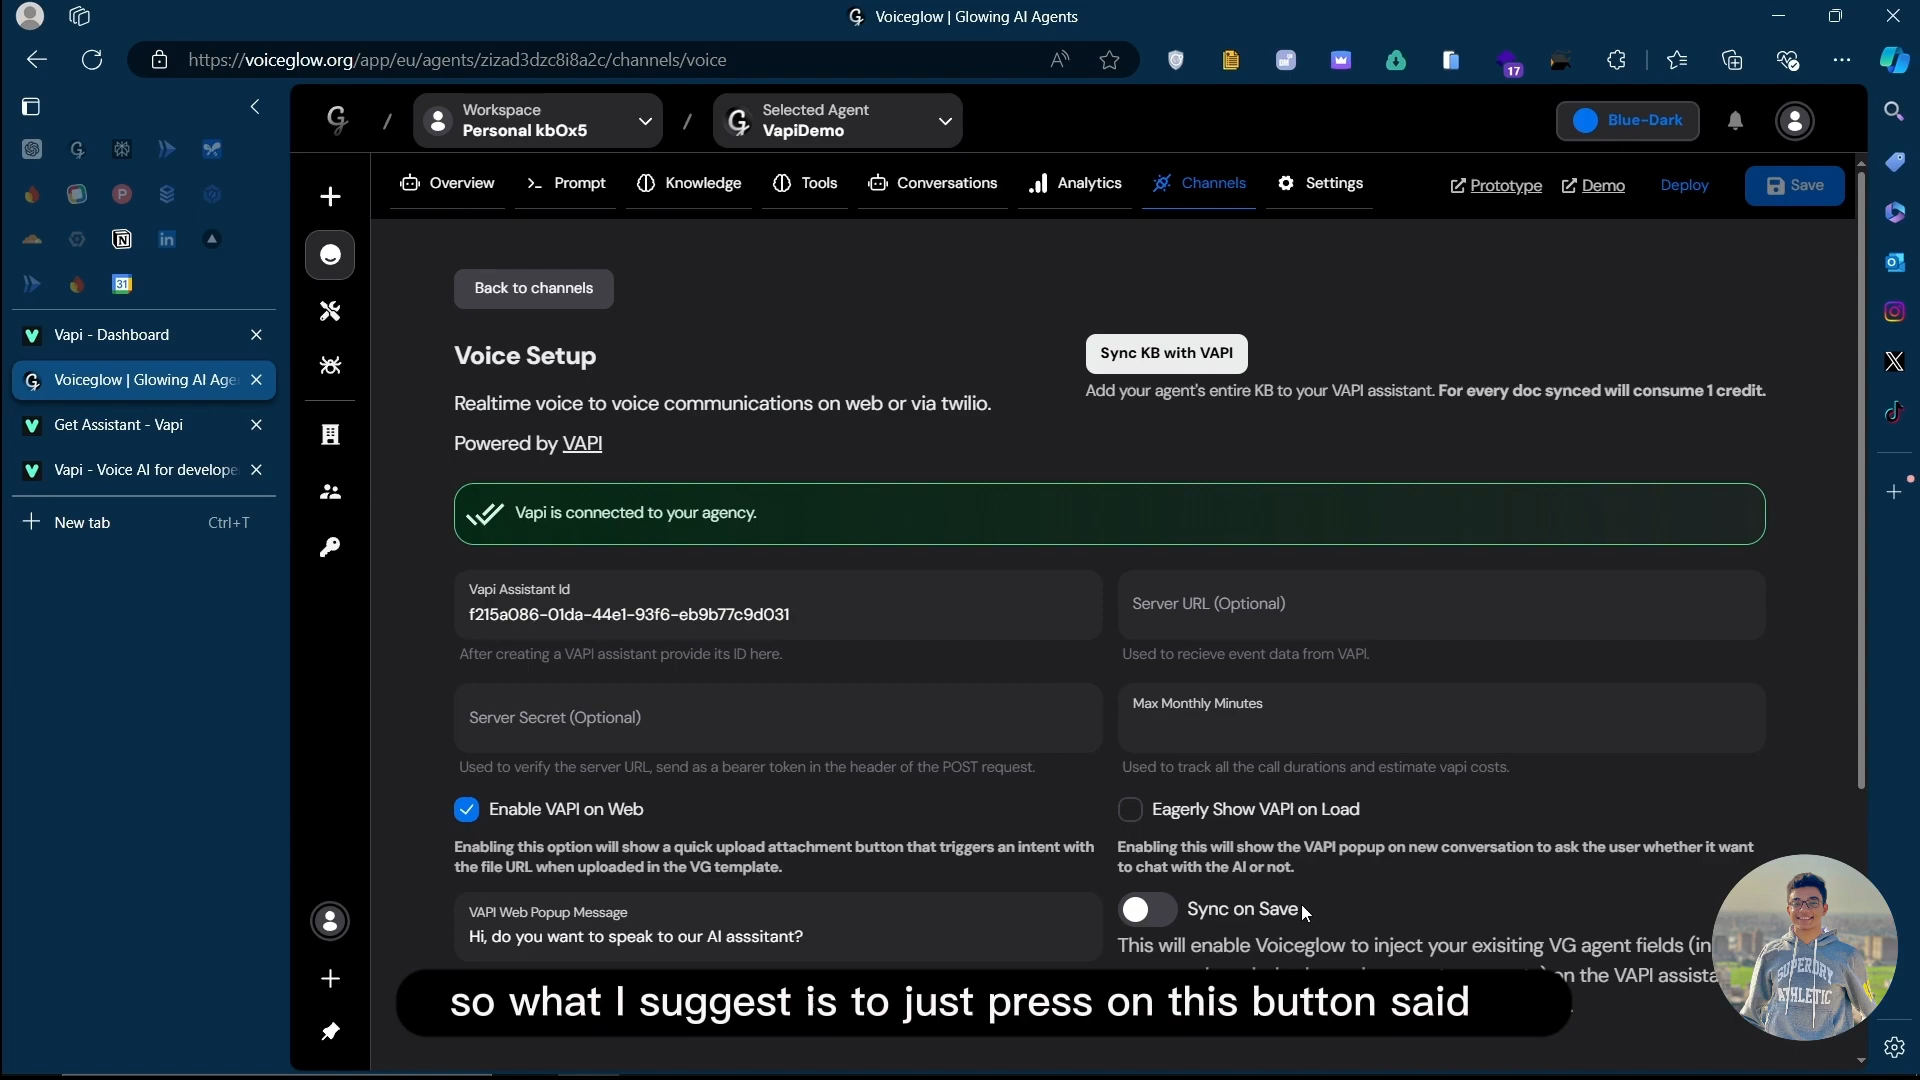 Voiceglow | Glowing AI Agents
https://voiceglow.org/app/eu/agents/zizad3dzc8i8a2c/channels/voice
17
Workspace
Personal kbOx5
/
Selected Agent
VapiDemo
Blue-Dark
Overview
Prompt
Knowledge
Tools
Conversations
Analytics
Channels
Settings
Prototype
Demo
Deploy
Save
31
Vapi - Dashboard
Voiceglow | Glowing AI Age
Get Assistant - Vapi
Vapi - Voice AI for develope
New tab
Ctrl+T
Back to channels
Voice Setup
Realtime voice to voice communications on web or via twilio.
Powered by VAPI
Sync KB with VAPI
Add your agent's entire KB to your VAPI assistant. For every doc synced will consume 1 credit.
Vapi is connected to your agency.
Vapi Assistant Id
f215a086-01da-44e1-93f6-eb9b77c9d031
After creating a VAPI assistant provide its ID here.
Server URL (Optional)
Used to recieve event data from VAPI.
Server Secret (Optional)
Used to verify the server URL, send as a bearer token in the header of the POST request.
Max Monthly Minutes
Used to track all the call durations and estimate vapi costs.
Enable VAPI on Web
Enabling this option will show a quick upload attachment button that triggers an intent with
the file URL when uploaded in the VG template.
Eagerly Show VAPI on Load
Enabling this will show the VAPI popup on new conversation to ask the user whether it want
to chat with the AI or not.
VAPI Web Popup Message
Hi, do you want to speak to our AI asssitant?
Sync on Save
This will enable Voiceglow to inject your exisiting VG agent fields (in
on the VAPI assista
so what I suggest is to just press on this button said
SUPERDRY
ATHLETIC